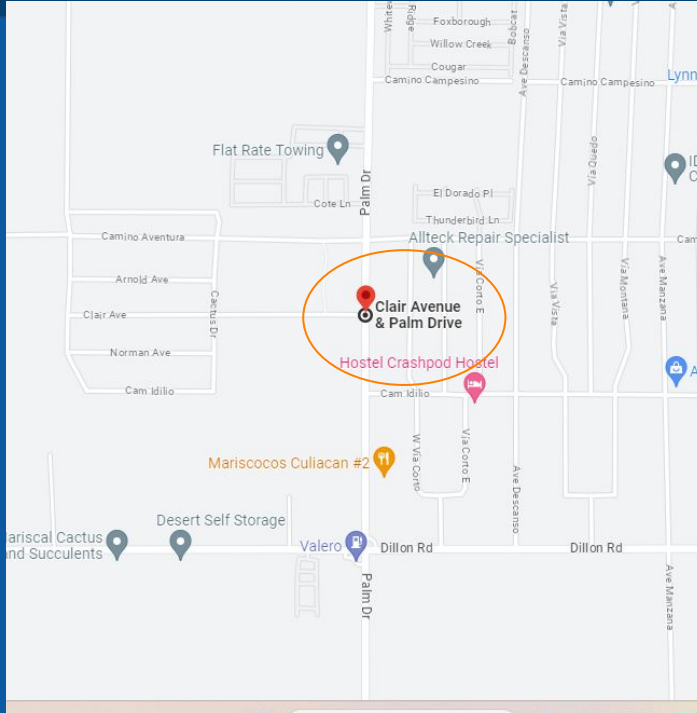 White
Ridge
Foxborough
Bobcat
Via Vista
A
Willow Creek
Cougar
Camino Campesino
Ave Descanso
Camino Campesino
Lynn
Flat Rate Towing
Via Quedo
ID
C
Palm Dr
El Dorado Pl
Cote Ln
Thunderbird Ln
Camino Aventura
Allteck Repair Specialist
Cam
Arnold Ave
Cactus Dr
Via Corto E
Via Vista
Via Montana
Ave Manzana
Clair Ave
Clair Avenue
& Palm Drive
Norman Ave
Hostel Crashpod Hostel
A
Cam Idilio
Cam Idilio
W Via Corto
Via Corto E
Mariscocos Culiacan #2
Ave Descanso
Desert Self Storage
ariscal Cactus
nd Succulents
Valero
Dillon Rd
Dillon Rd
Palm Dr
Ave Manzana